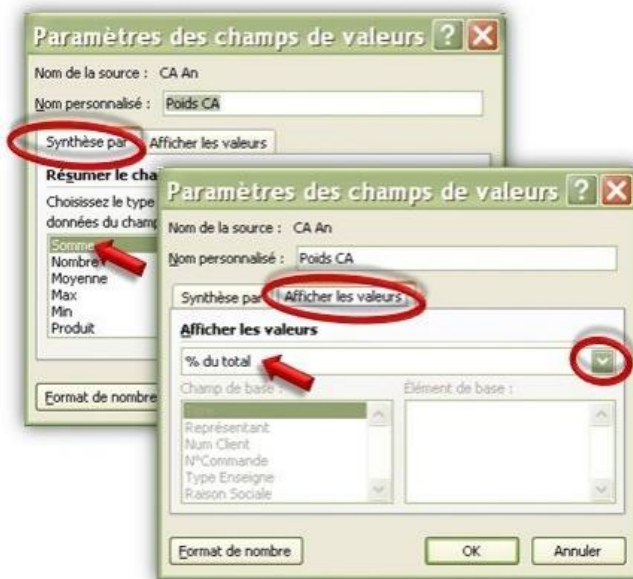 Paramètres des champs de valeurs
Nom de la source : CA An
Nom personnalisé : Poids CA
Synthèse par Afficher les valeurs
Résumer le cha
Choisissez le type
données du champ
Somme
Nombre
Moyenne
Max
Min
Produit
Format de nombre
Paramètres des champs de valeurs
Nom de la source : CA An
Nom personnalisé : Poids CA
Synthèse par Afficher les valeurs
Afficher les valeurs
% du total
Champ de base : Élément de base :
Représentant
Num Client
N°Commande
Type Enseigne
Raison Sociale
Format de nombre OK Annuler